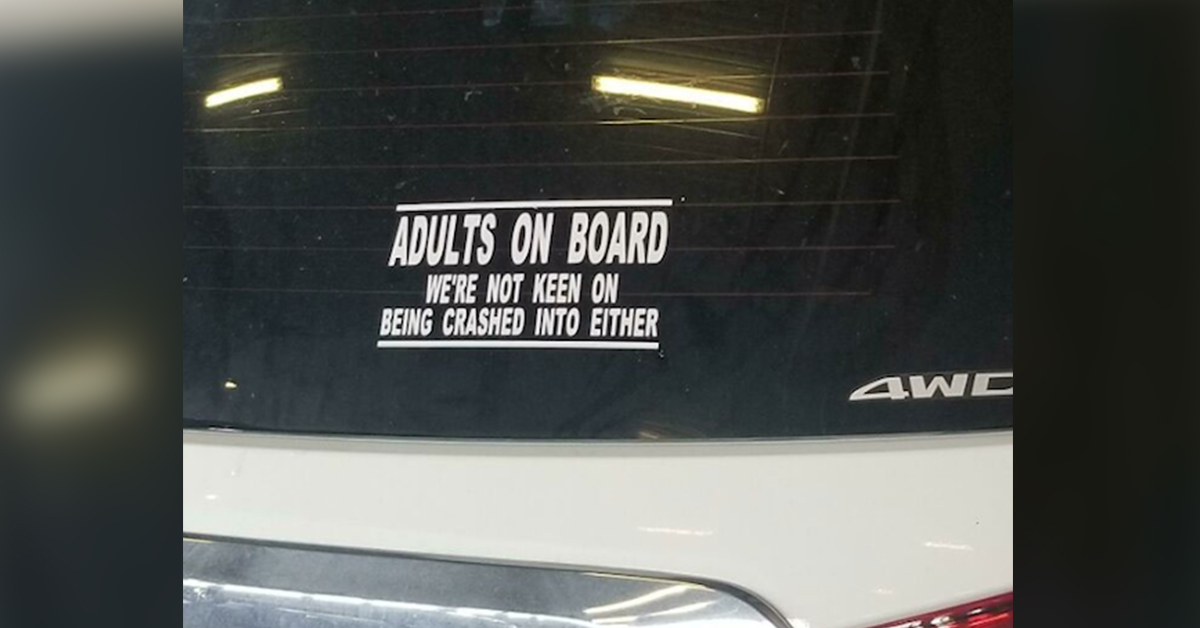 ADULTS ON BOARD
WE'RE NOT KEEN ON
BEING CRASHED INTO EITHER
4WD